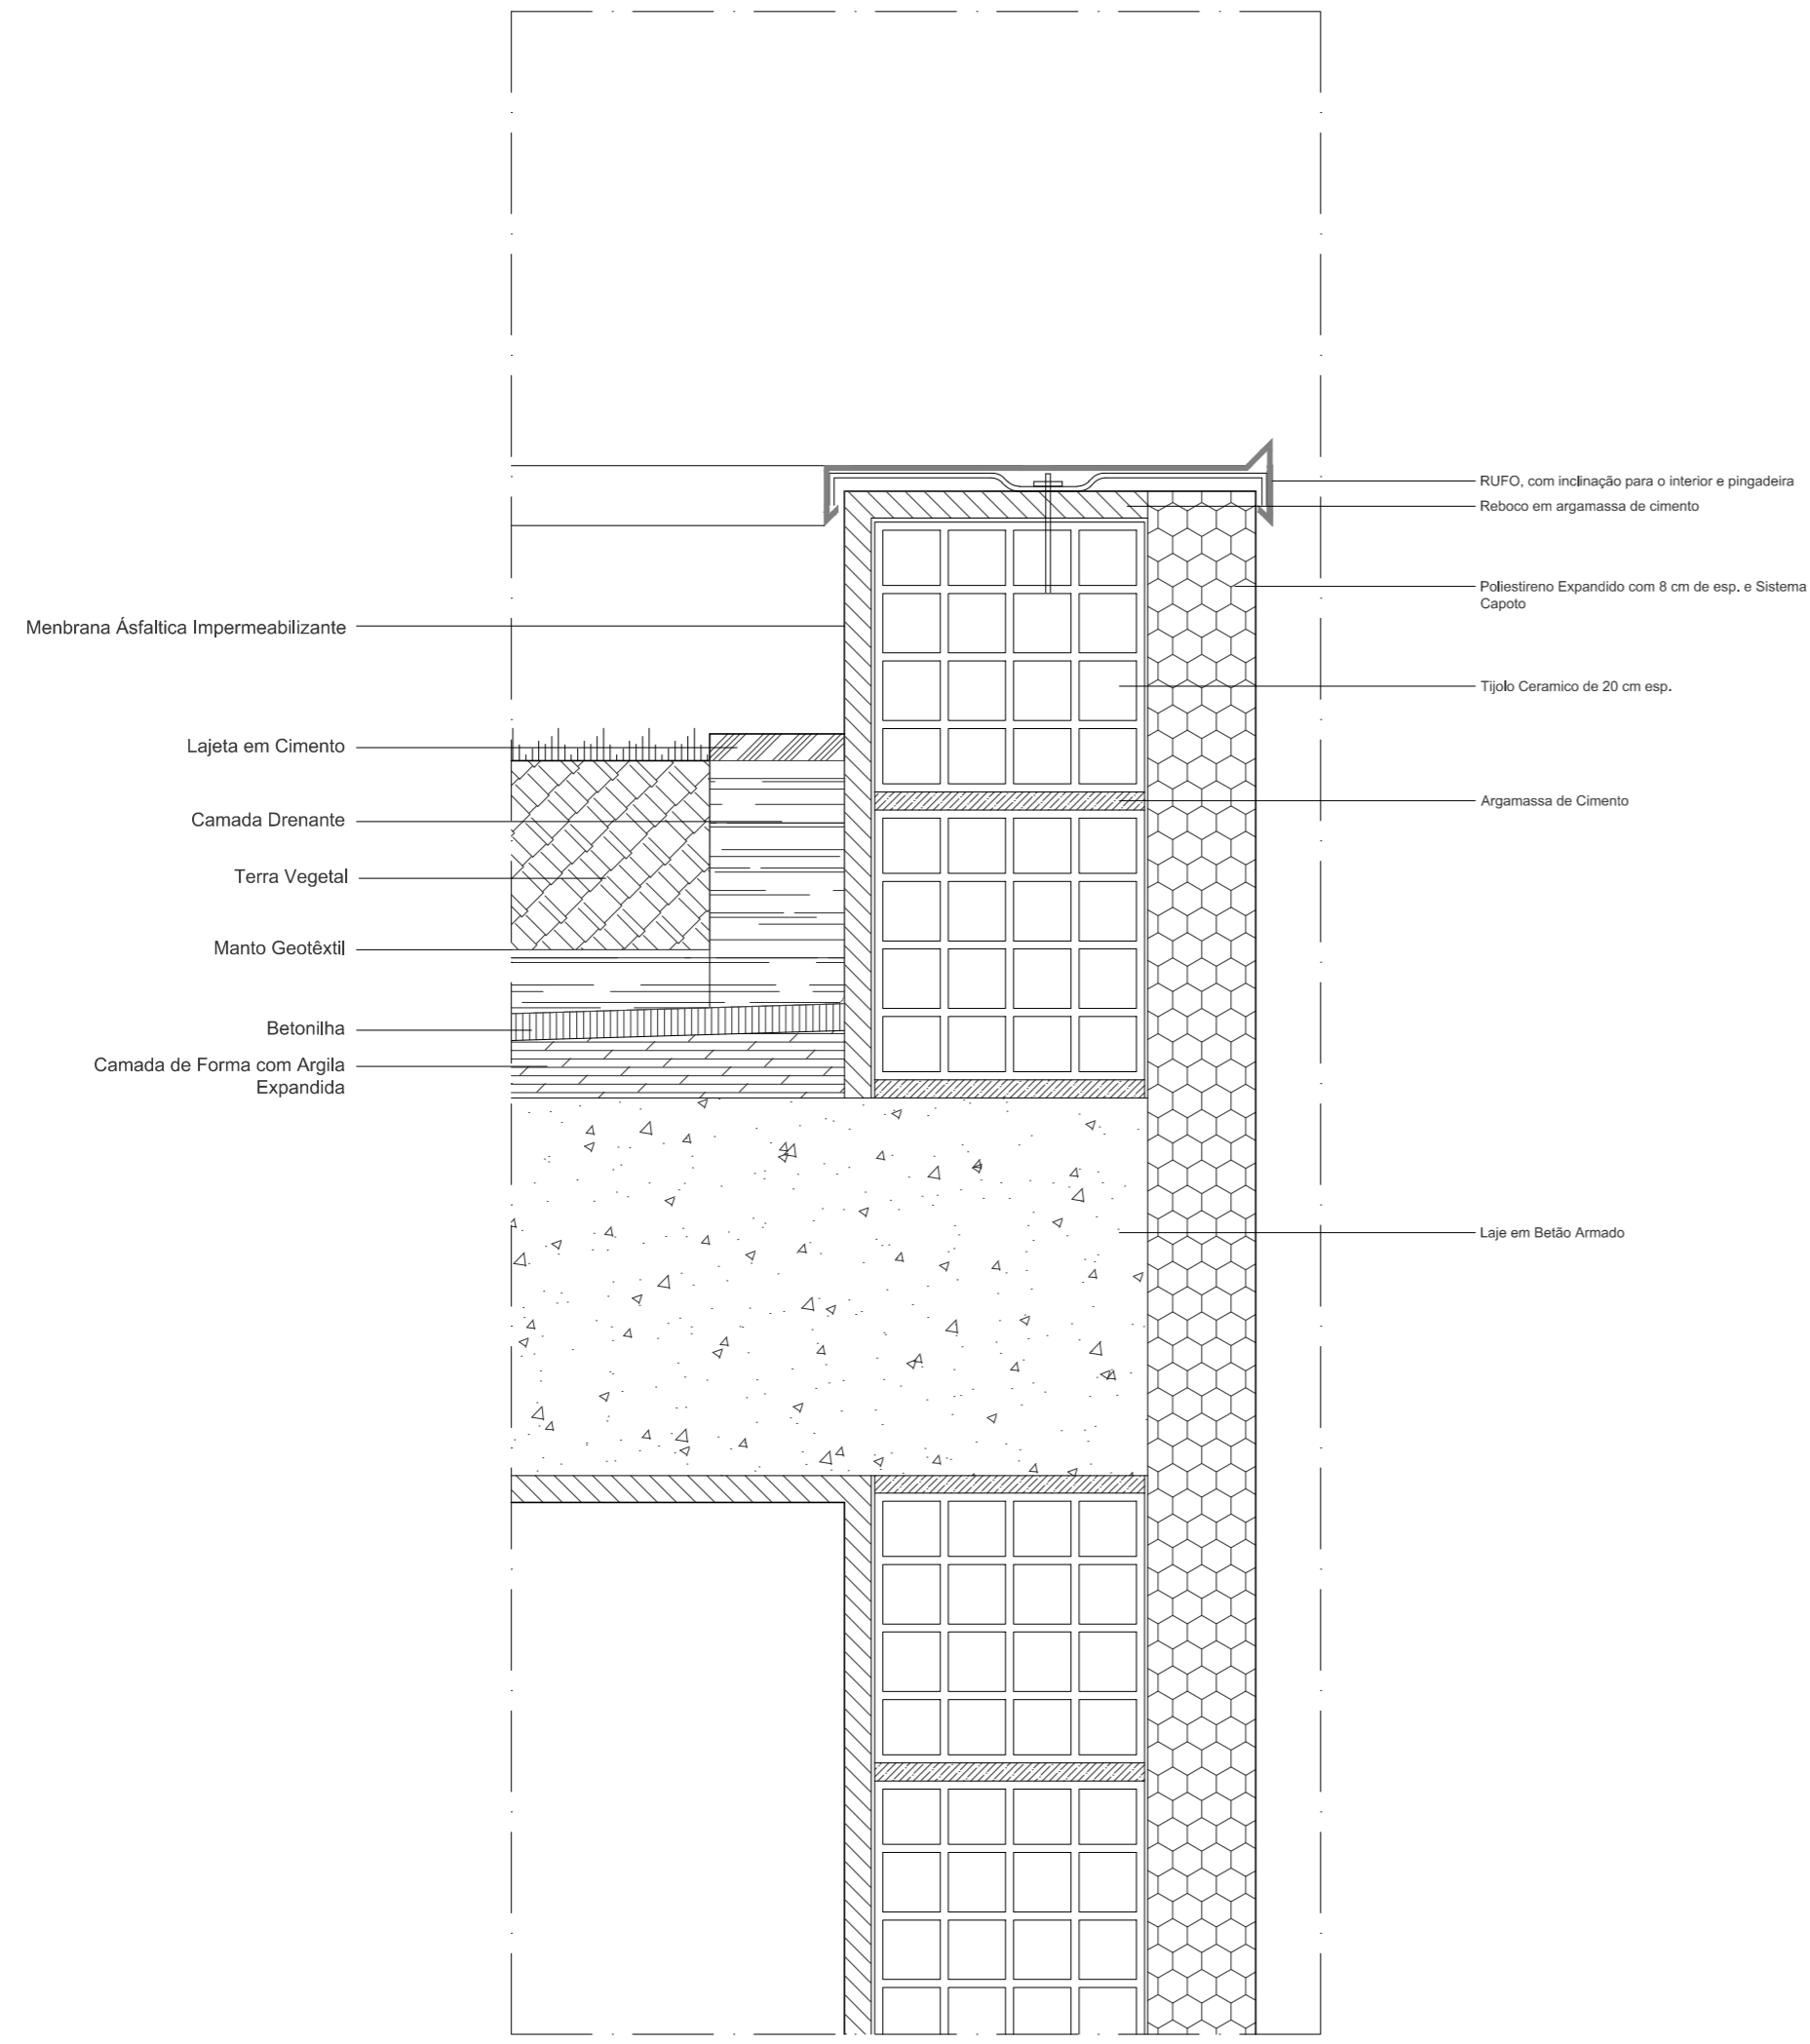 Menbrana Ásfaltica Impermeabilizante
Lajeta em Cimento
Camada Drenante
Terra Vegetal
Manto Geotêxtil
Betonilha
Camada de Forma com Argila
Expandida
RUFO, com inclinação para o interior e pingadeira
Reboco em argamassa de cimento
Poliestireno Expandido com 8 cm de esp. e Sistema
Capoto
Tijolo Ceramico de 20 cm esp.
Argamassa de Cimento
Laje em Betão Armado